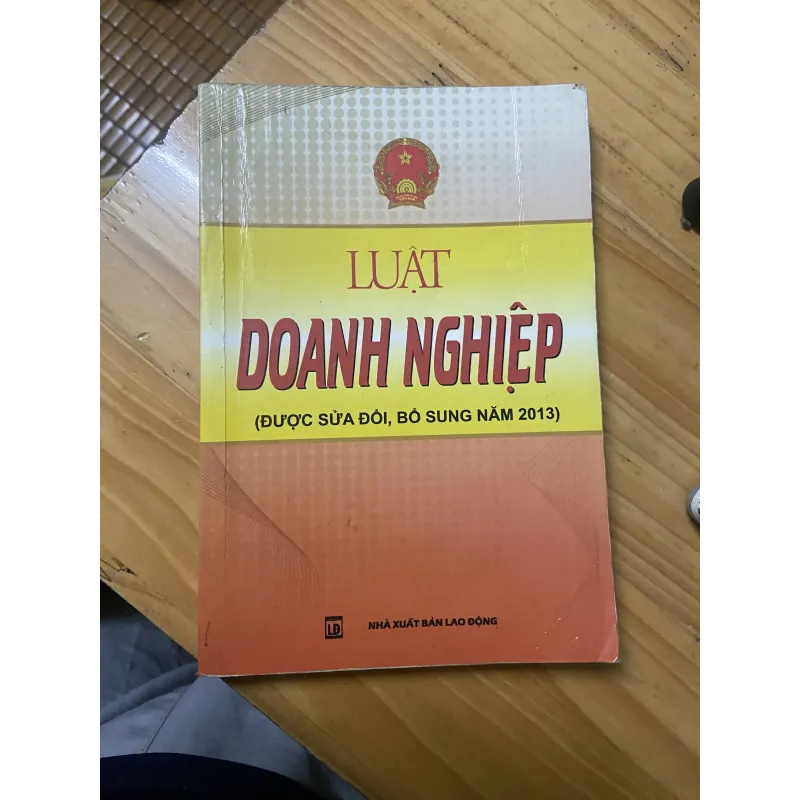 LUẬT
DOANH NGHIỆP
(ĐƯỢC SỬA ĐỔI, BỔ SUNG NĂM 2013)
LĐ
NHÀ XUẤT BẢN LAO ĐỘNG